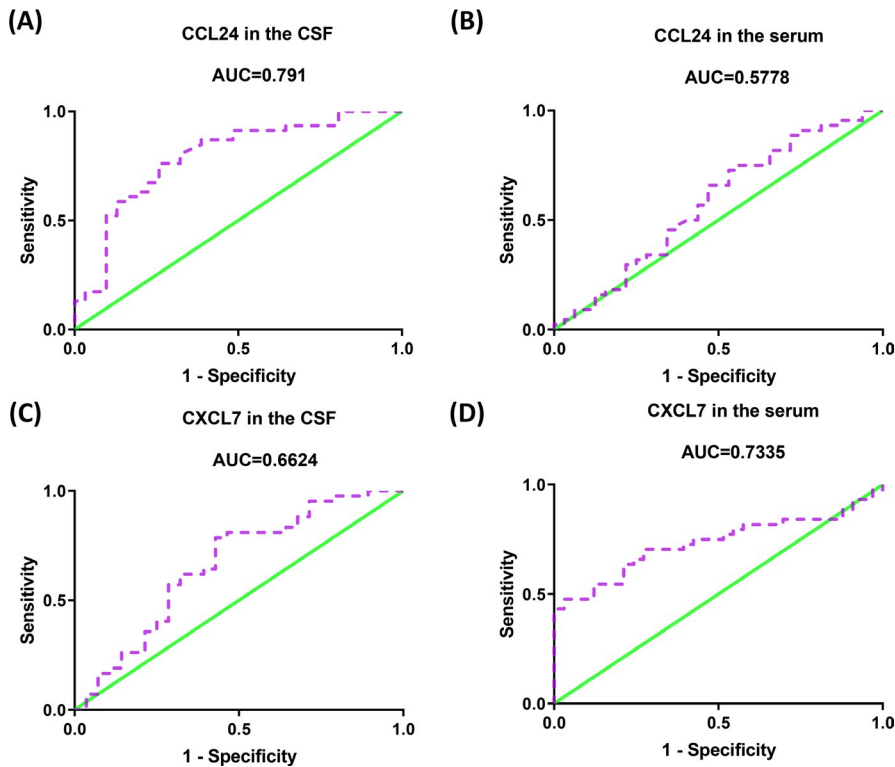 (A)
CCL24 in the CSF
AUC=0.791
1.0
0.5
0.0
Sensitivity
0.0 0.5 1.0
1 - Specificity
(B)
CCL24 in the serum
AUC=0.5778
1.0
0.5
0.0
Sensitivity
0.0 0.5 1.0
1 - Specificity
(C)
CXCL7 in the CSF
AUC=0.6624
1.0
0.5
0.0
Sensitivity
0.0 0.5 1.0
1 - Specificity
(D)
CXCL7 in the serum
AUC=0.7335
1.0
0.5
0.0
Sensitivity
0.0 0.5 1.0
1 - Specificity